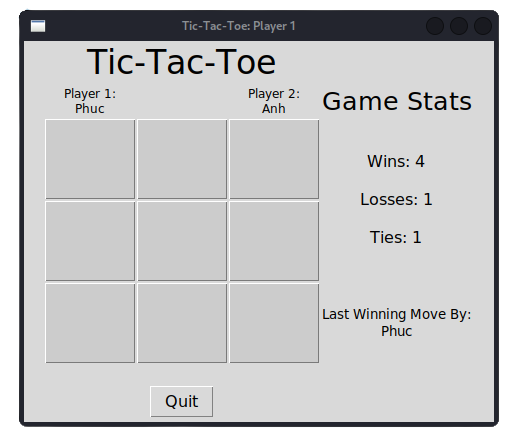 Tic-Tac-Toe: Player 1
Tic-Tac-Toe
Player 1:
Phuc
Player 2:
Anh
Game Stats
Wins: 4
Losses: 1
Ties: 1
Last Winning Move By:
Phuc
Quit